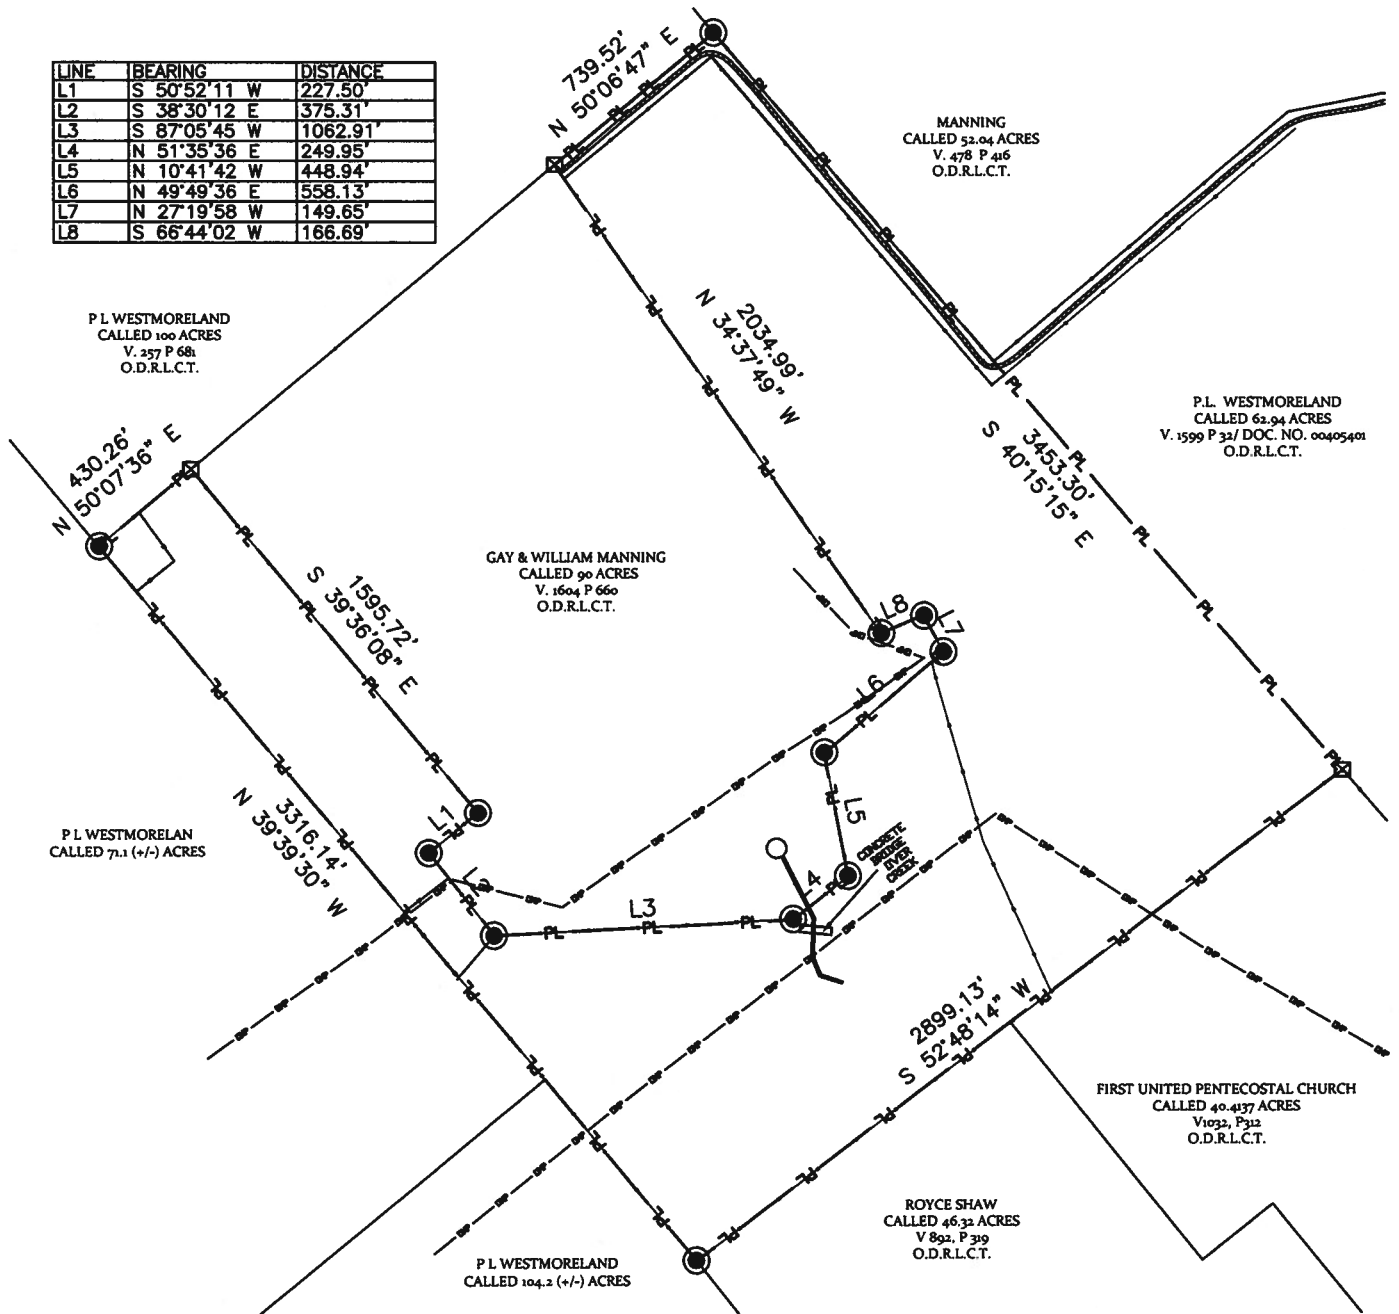 LINE BEARING DISTANCE
L1 S 50°52'11 W 227.50'
L2 S 38°30'12 E 375.31'
L3 S 87°05'45 W 1062.91'
L4 N 51°35'36 E 249.95'
L5 N 10°41'42 W 448.94'
L6 N 49°49'36 E 558.13'
L7 N 27°19'58 W 149.65'
L8 S 66°44'02 W 166.69'
739.52'
N 50°06'47" E
MANNING
CALLED 52.04 ACRES
V. 478 P 416
O.D.R.L.C.T.
P L WESTMORELAND
CALLED 100 ACRES
V. 257 P 681
O.D.R.L.C.T.
2034.99'
N 34°37'49" W
P.L. WESTMORELAND
CALLED 62.94 ACRES
V. 1599 P 32/ DOC. NO. 00405401
O.D.R.L.C.T.
3453.30'
S 40°15'15" E
430.26'
N 50°07'36" E
GAY & WILLIAM MANNING
CALLED 90 ACRES
V. 1604 P 660
O.D.R.L.C.T.
1595.72'
S 39°36'08" E
L8
L7
L6
L5
L1
L2
L3
L4
CONCRETE
BRIDGE
OVER
CREEK
P L WESTMORELAN
CALLED 71.1 (+/-) ACRES
3316.14'
N 39°39'30" W
2899.13'
S 52°48'14" W
FIRST UNITED PENTECOSTAL CHURCH
CALLED 40.4137 ACRES
V1032, P312
O.D.R.L.C.T.
ROYCE SHAW
CALLED 46.32 ACRES
V 892, P 319
O.D.R.L.C.T.
P L WESTMORELAND
CALLED 104.2 (+/-) ACRES
PL